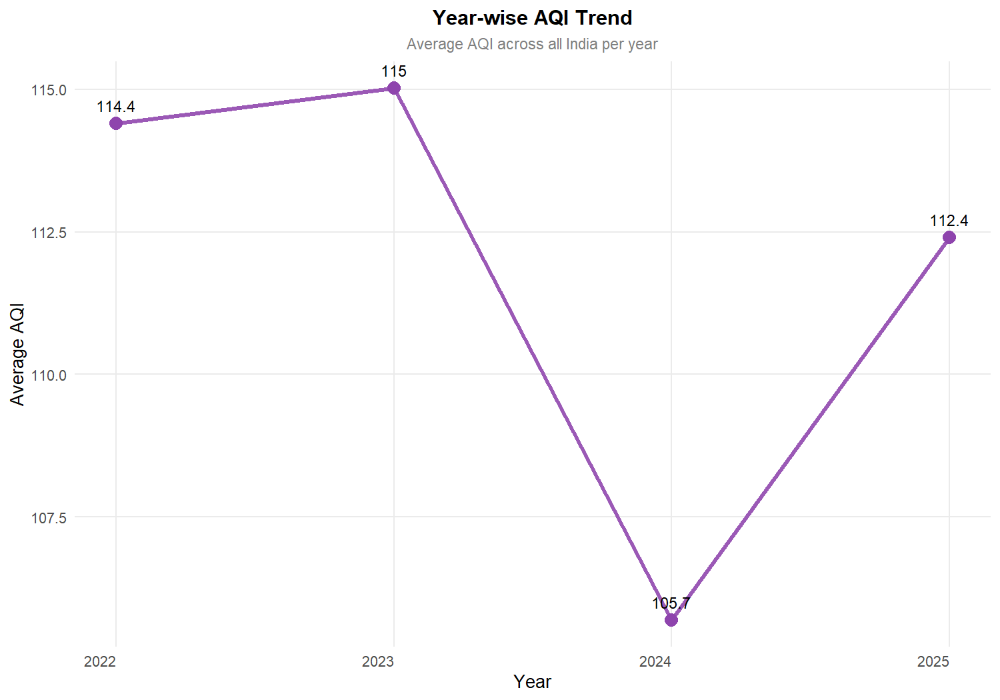 Year-wise AQI Trend
Average AQI across all India per year
115
115.0
114.4
112.4
112.5
Average AQI
110.0
107.5
105.7
2022 2023 2024 2025
Year